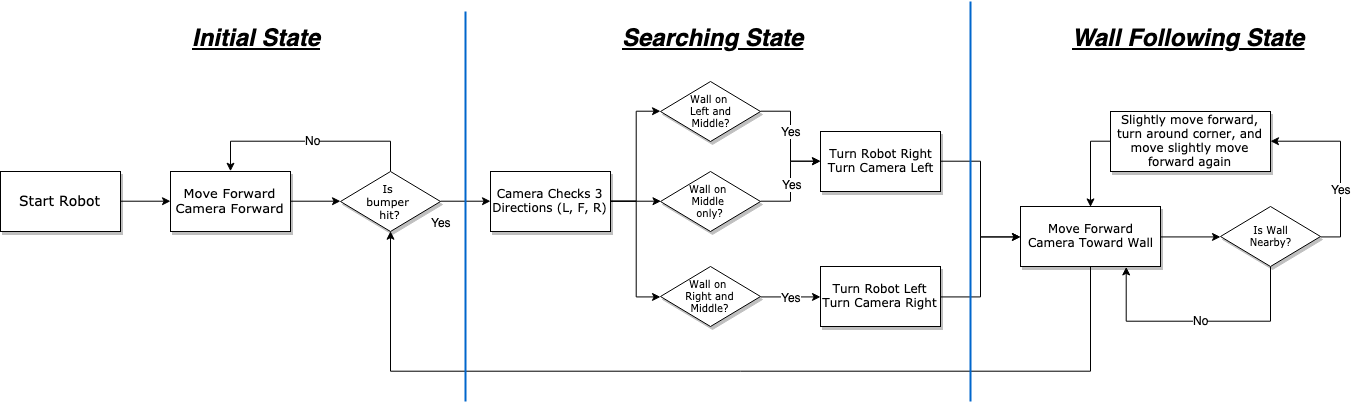 Initial State
Searching State
Wall Following State
Start Robot
No
Move Forward
Camera Forward
Is
bumper
hit?
Yes
Camera Checks 3
Directions (L, F, R)
Wall on
Left and
Middle?
Yes
Wall on
Middle
only?
Yes
Wall on
Right and
Middle?
Yes
Turn Robot Right
Turn Camera Left
Turn Robot Left
Turn Camera Right
Slightly move forward,
turn around corner, and
move slightly move
forward again
Move Forward
Camera Toward Wall
Is Wall
Nearby?
Yes
No